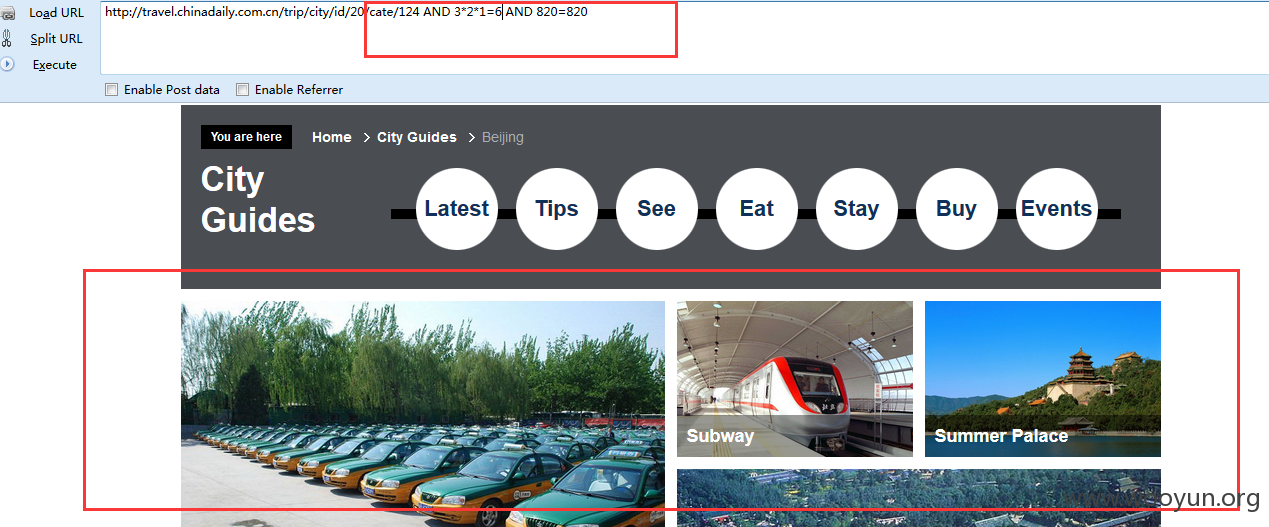 Load URL
http://travel.chinadaily.com.cn/trip/city/id/20/cate/124 AND 3*2*1=6 AND 820=820
Split URL
Execute
Enable Post data
Enable Referrer
You are here
Home
City Guides
Beijing
City
Guides
Latest
Tips
See
Eat
Stay
Buy
Events
Subway
Summer Palace
oyun.org